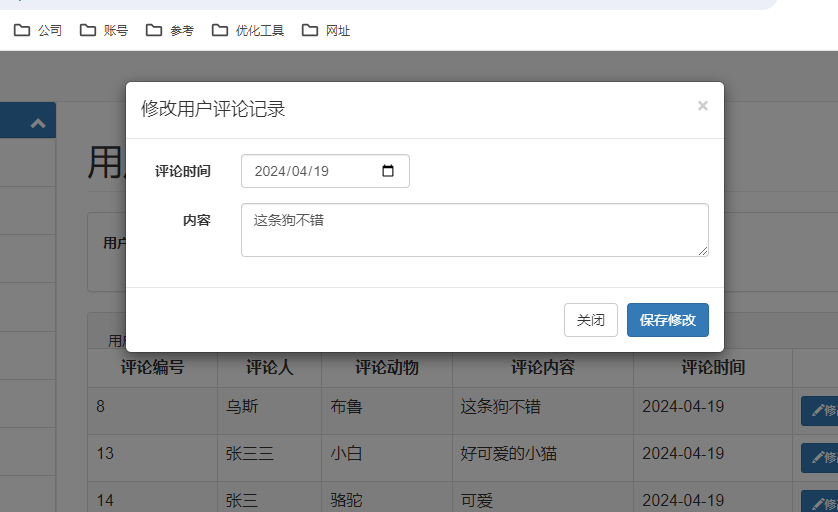 公司 账号 参考 优化工具 网址
修改用户评论记录 ×
用
评论时间 2024/04/19
内容 这条狗不错
用户
关闭 保存修改
用
评论编号 评论人 评论动物 评论内容 评论时间
8 乌斯 布鲁 这条狗不错 2024-04-19 修
13 张三三 小白 好可爱的小猫 2024-04-19 修
14 张三 骆驼 可爱 2024-04-19